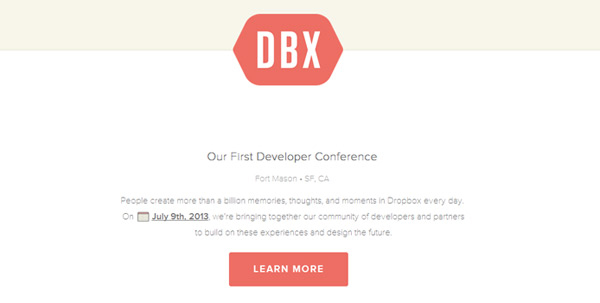 DBX
Our First Developer Conference
Fort Mason • SF, CA
People create more than a billion memories, thoughts, and moments in Dropbox every day.
On July 9th, 2013, we're bringing together our community of developers and partners
to build on these experiences and design the future.
LEARN MORE